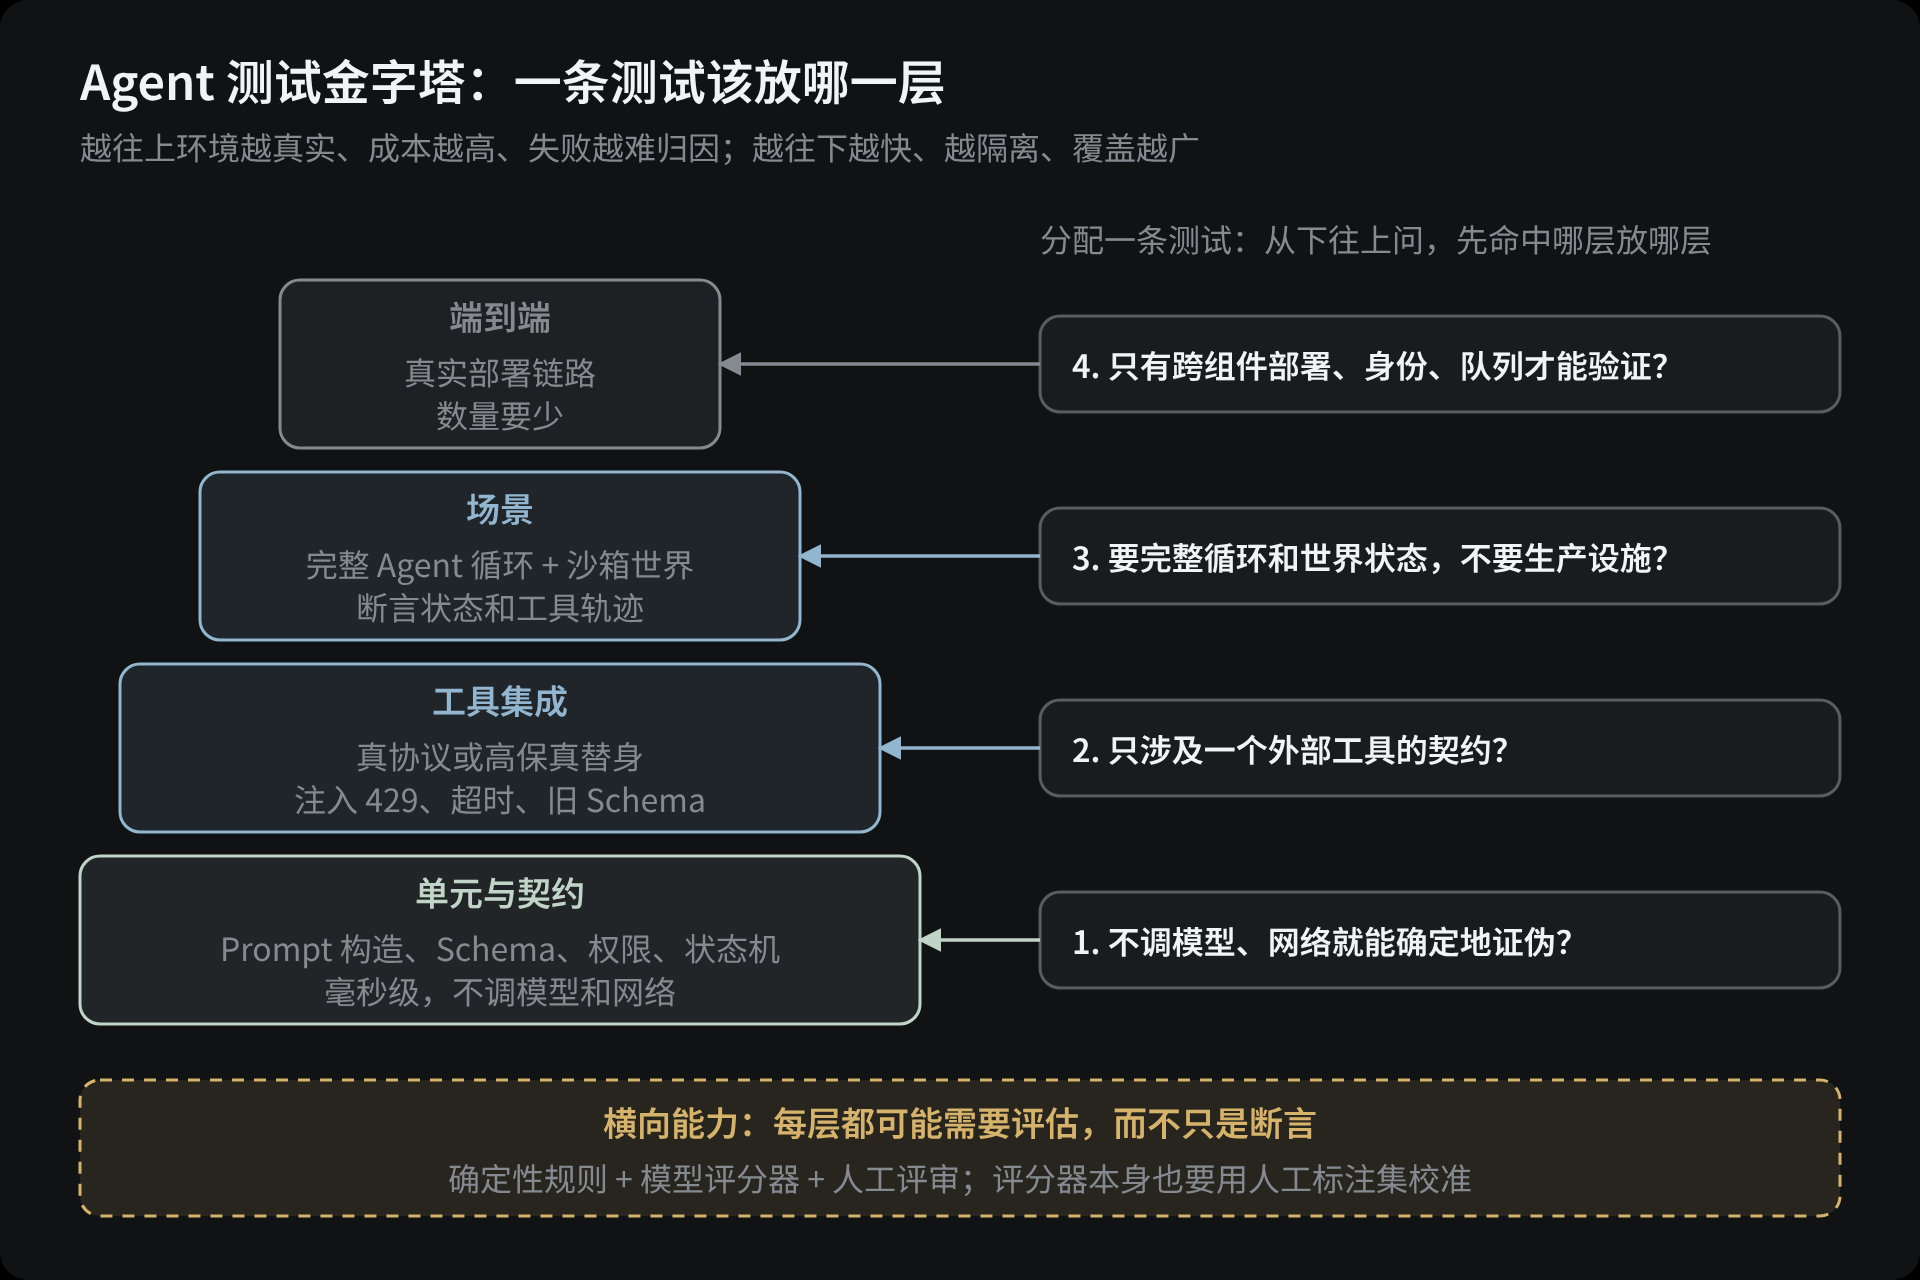 Agent 测试金字塔：一条测试该放哪一层
越往上环境越真实、成本越高、失败越难归因；越往下越快、越隔离、覆盖越广
分配一条测试：从下往上问，先命中哪层放哪层
端到端
真实部署链路
数量要少
4. 只有跨组件部署、身份、队列才能验证？
场景
完整 Agent 循环 + 沙箱世界
断言状态和工具轨迹
3. 要完整循环和世界状态，不要生产设施？
工具集成
真协议或高保真替身
注入 429、超时、旧 Schema
2. 只涉及一个外部工具的契约？
单元与契约
Prompt 构造、Schema、权限、状态机
毫秒级，不调模型和网络
1. 不调模型、网络就能确定地证伪？
横向能力：每层都可能需要评估，而不只是断言
确定性规则 + 模型评分器 + 人工评审；评分器本身也要用人工标注集校准